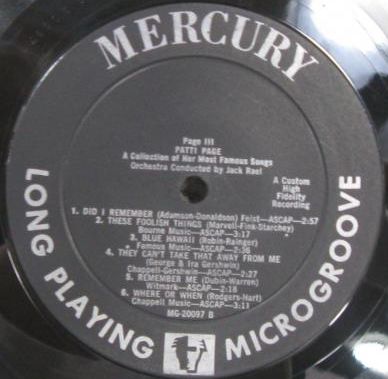 MERCURY
Page III
PATTI PAGE
A Collection of Her Most Famous Songs
Orchestra Conducted by Jack Rael
A Custom
High
Fidelity
Recording
1. DID I REMEMBER (Adamson-Donaldson) Feist—ASCAP—2:57
2. THESE FOOLISH THINGS (Marvell-Fink-Starchey)
Bourne Music—ASCAP—3:17
3. BLUE HAWAII (Robin-Rainger)
Famous Music—ASCAP—2:36
4. THEY CAN'T TAKE THAT AWAY FROM ME
(George & Ira Gershwin)
Chappell-Gershwin—ASCAP—2:27
5. REMEMBER ME (Dubin-Warren)
Witmark—ASCAP—2:18
6. WHERE OR WHEN (Rodgers-Hart)
Chappell Music—ASCAP—3:11
MG-20097 B
LONG PLAYING MICROGROOVE